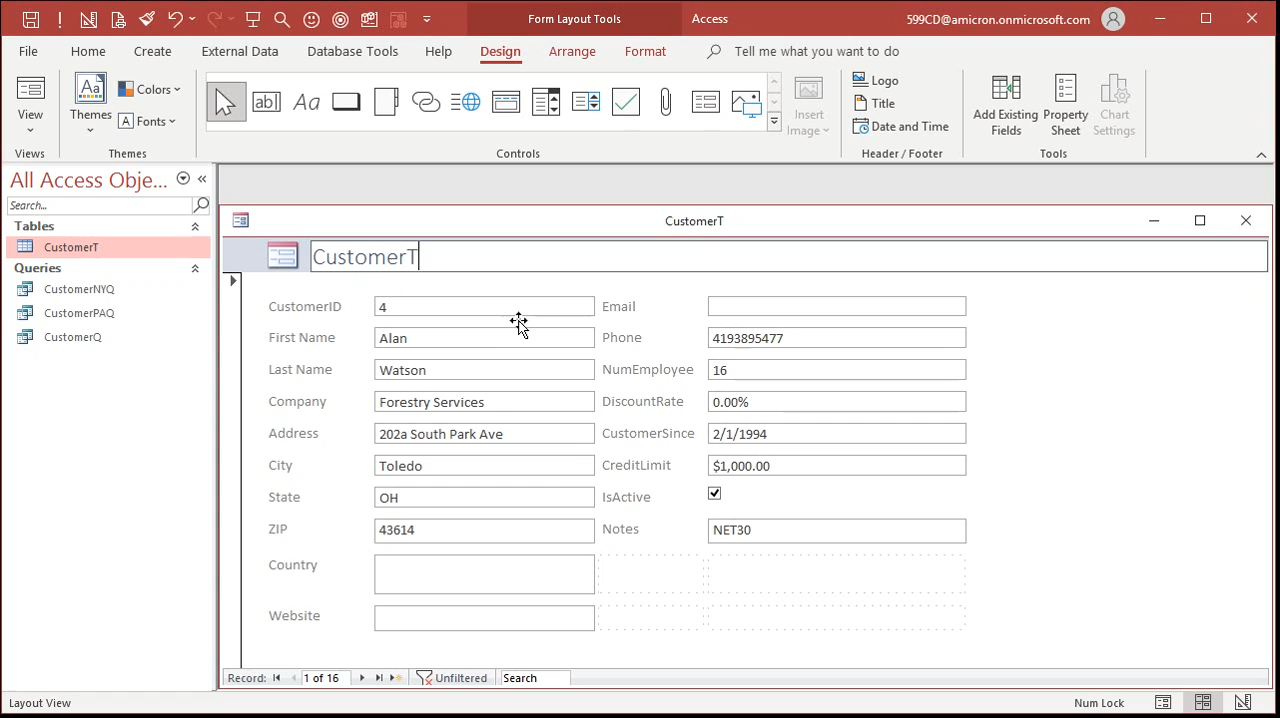 Form Layout Tools
Access
599CD@amicron.onmicrosoft.com
File Home Create External Data Database Tools Help Design Arrange Format Tell me what you want to do
View
Views
Aa
Themes
Colors
Fonts
Themes
ab
Aa
Controls
Insert
Image
Logo
Title
Date and Time
Header / Footer
Add Existing
Fields
Property
Sheet
Chart
Settings
Tools
All Access Obje...
Search...
Tables
CustomerT
Queries
CustomerNYQ
CustomerPAQ
CustomerQ
CustomerT
CustomerT
CustomerID 4 Email
First Name Alan Phone 4193895477
Last Name Watson NumEmployee 16
Company Forestry Services DiscountRate 0.00%
Address 202a South Park Ave CustomerSince 2/1/1994
City Toledo CreditLimit $1,000.00
State OH IsActive
ZIP 43614 Notes NET30
Country
Website
Record: 1 of 16 Unfiltered Search
Layout View
Num Lock